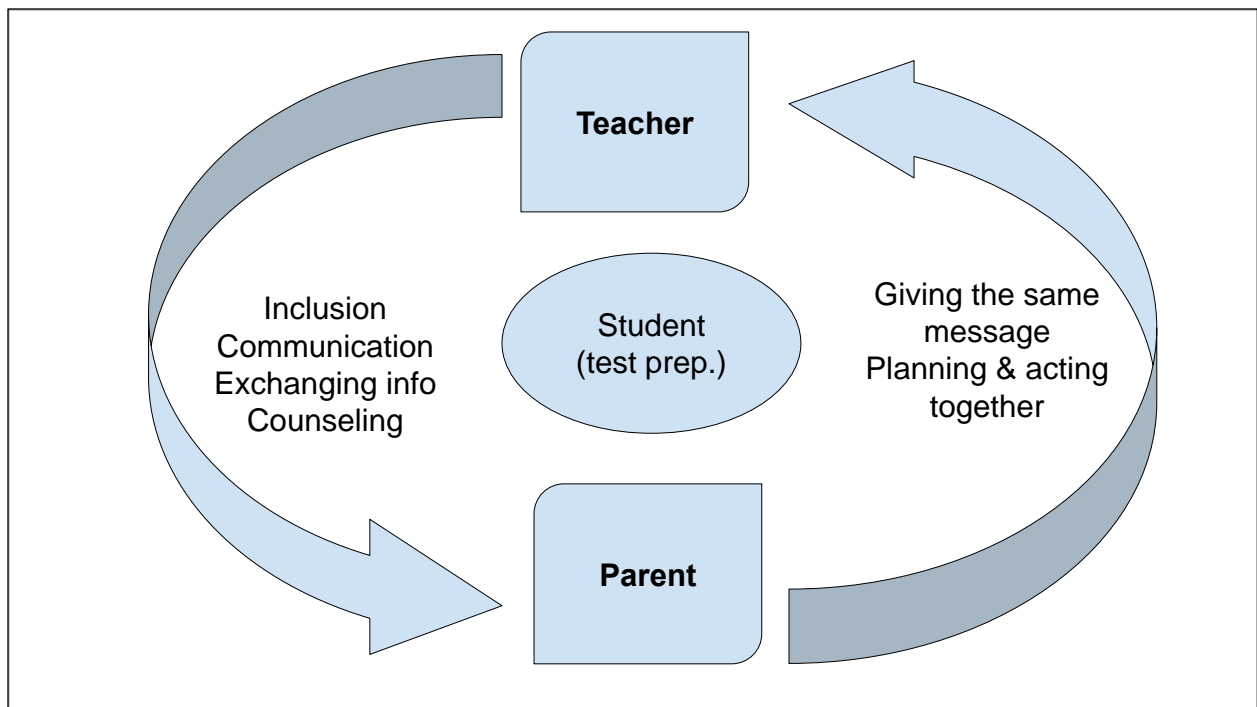 Teacher
Inclusion
Communication
Exchanging info
Counseling
Student
(test prep.)
Giving the same
message
Planning & acting
together
Parent